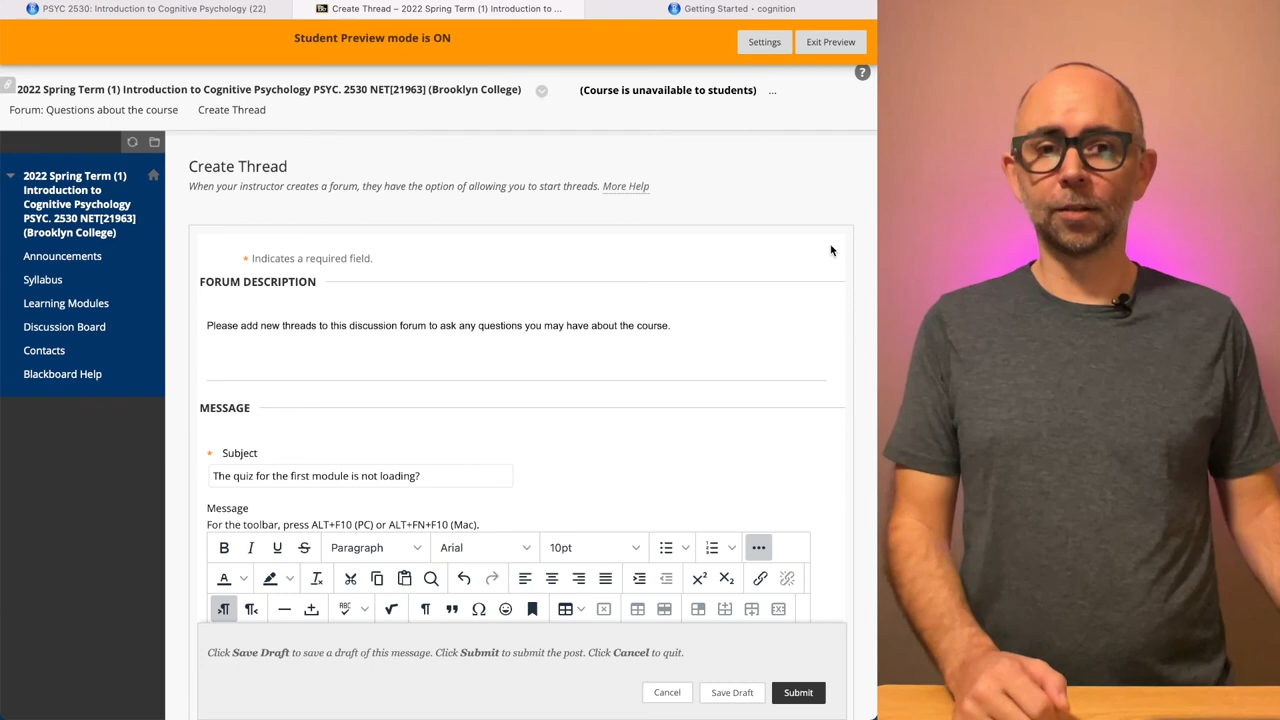 PSYC 2530: Introduction to Cognitive Psychology (22)
Create Thread – 2022 Spring Term (1) Introduction to ...
Getting Started • cognition
Student Preview mode is ON
Settings
Exit Preview
?
2022 Spring Term (1) Introduction to Cognitive Psychology PSYC. 2530 NET[21963] (Brooklyn College)
(Course is unavailable to students)
...
Forum: Questions about the course
Create Thread
2022 Spring Term (1)
Introduction to
Cognitive Psychology
PSYC. 2530 NET[21963]
(Brooklyn College)
Announcements
Syllabus
Learning Modules
Discussion Board
Contacts
Blackboard Help
Create Thread
When your instructor creates a forum, they have the option of allowing you to start threads. More Help
* Indicates a required field.
FORUM DESCRIPTION
Please add new threads to this discussion forum to ask any questions you may have about the course.
MESSAGE
* Subject
The quiz for the first module is not loading?
Message
For the toolbar, press ALT+F10 (PC) or ALT+FN+F10 (Mac).
B I U S Paragraph Arial 10pt
Click Save Draft to save a draft of this message. Click Submit to submit the post. Click Cancel to quit.
Cancel
Save Draft
Submit